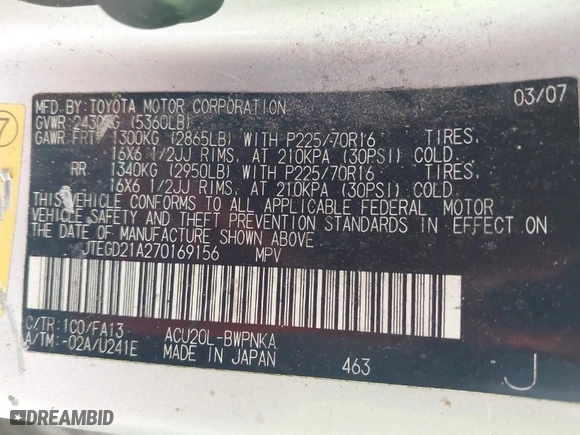 MFD.BY:TOYOTA MOTOR CORPORATION 03/07
GVWR:2430KG (5360LB)
GAWR:FRT 1300KG (2865LB) WITH P225/70R16 TIRES,
16X6 1/2JJ RIMS, AT 210KPA (30PSI) COLD.
RR 1340KG (2950LB) WITH P225/70R16 TIRES,
16X6 1/2JJ RIMS, AT 210KPA (30PSI) COLD.
THIS VEHICLE CONFORMS TO ALL APPLICABLE FEDERAL MOTOR
VEHICLE SAFETY AND THEFT PREVENTION STANDARDS IN EFFECT ON
THE DATE OF MANUFACTURE SHOWN ABOVE.
JTEGD21A270169156 MPV
C/TR:1C0/FA13 ACU20L-BWPNKA
A/TM:-02A/U241E MADE IN JAPAN 463 J
DREAMBID